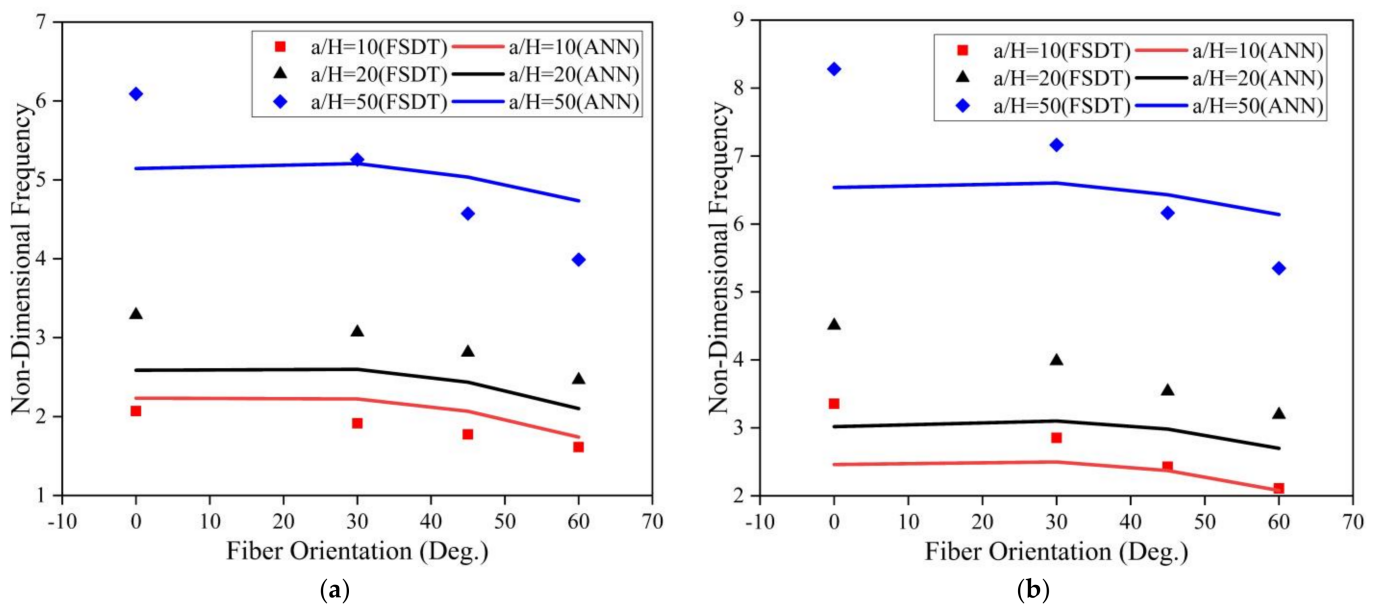 7
6
5
4
3
2
1
Non-Dimensional Frequency
a/H=10(FSDT) a/H=10(ANN)
a/H=20(FSDT) a/H=20(ANN)
a/H=50(FSDT) a/H=50(ANN)
-10 0 10 20 30 40 50 60 70
Fiber Orientation (Deg.)
(a)
9
8
7
6
5
4
3
2
Non-Dimensional Frequency
a/H=10(FSDT) a/H=10(ANN)
a/H=20(FSDT) a/H=20(ANN)
a/H=50(FSDT) a/H=50(ANN)
-10 0 10 20 30 40 50 60 70
Fiber Orientation (Deg.)
(b)